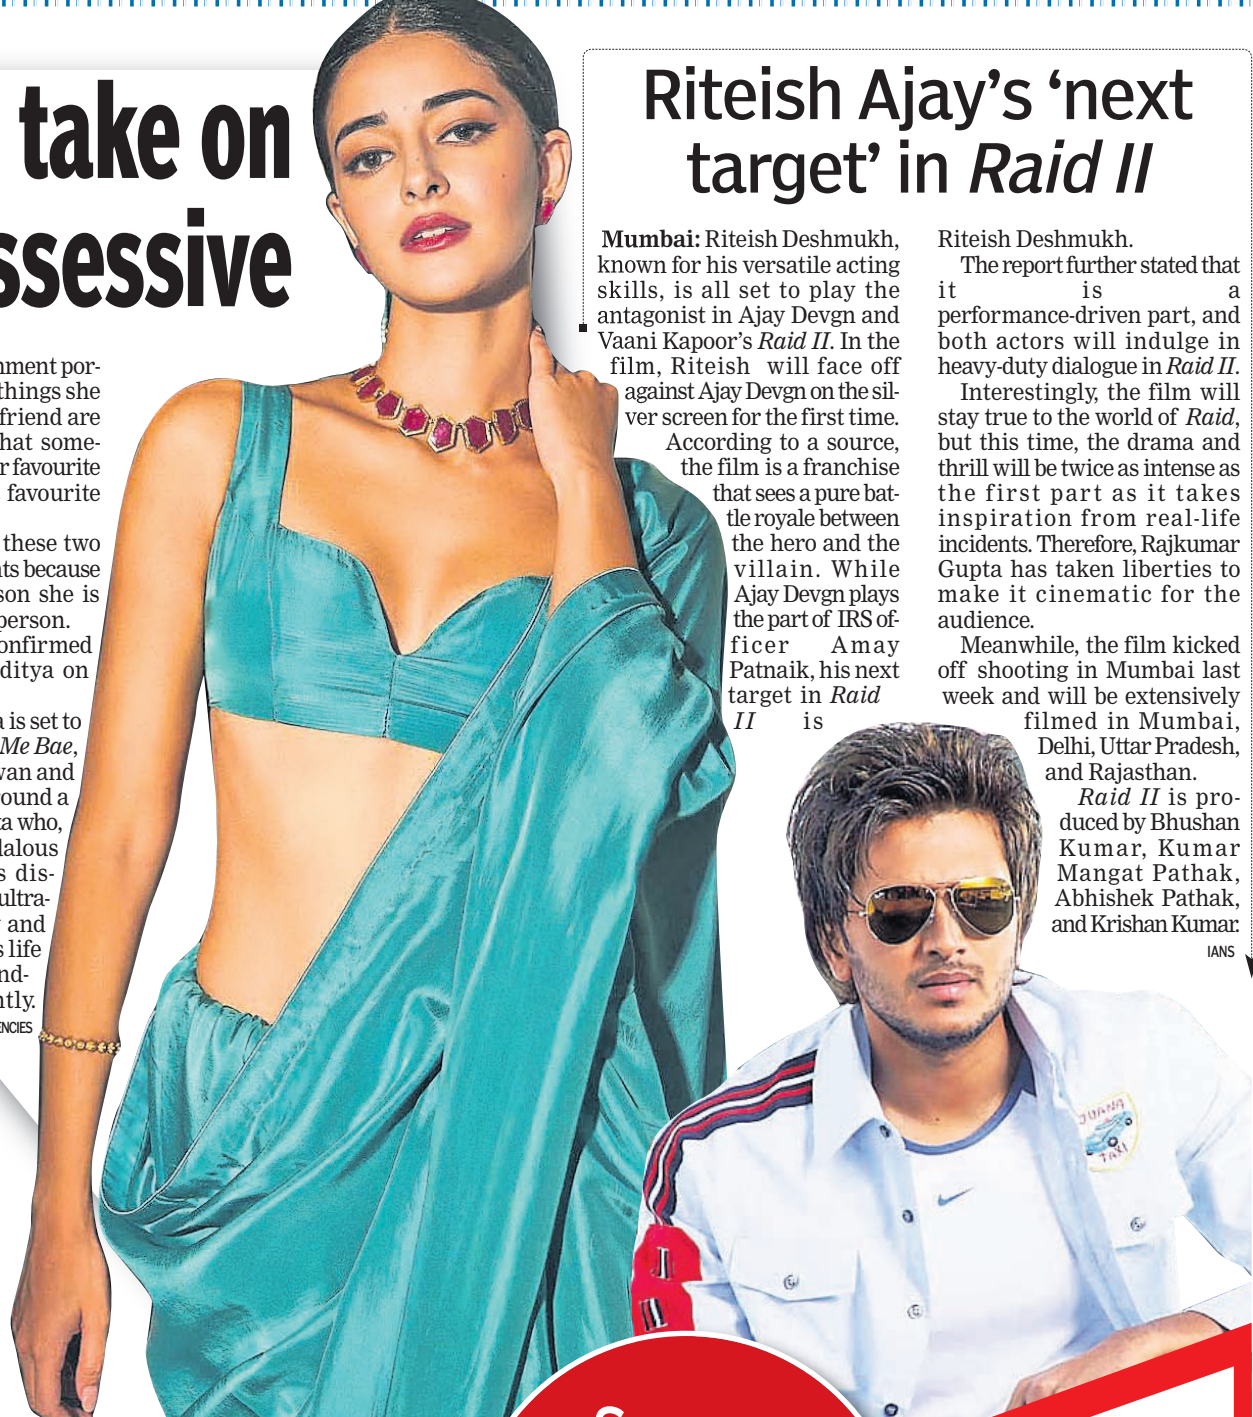 take on
ssessive
nment por-
things she
friend are
hat some-
r favourite
favourite
these two
nts because
son she is
person.
onfirmed
ditya on
a is set to
Me Bae,
wan and
round a
ta who,
dalous
s dis-
ultra-
and
s life
nd-
ntly.
ENCIES
Riteish Ajay's ‘next
target’ in Raid II
Mumbai: Riteish Deshmukh,
known for his versatile acting
skills, is all set to play the
antagonist in Ajay Devgn and
Vaani Kapoor's Raid II. In the
film, Riteish will face off
against Ajay Devgn on the sil-
ver screen for the first time.
According to a source,
the film is a franchise
that sees a pure bat-
tle royale between
the hero and the
villain. While
Ajay Devgn plays
the part of IRS of-
ficer Amay
Patnaik, his next
target in Raid
II is
Riteish Deshmukh.
The report further stated that
it is a
performance-driven part, and
both actors will indulge in
heavy-duty dialogue in Raid II.
Interestingly, the film will
stay true to the world of Raid,
but this time, the drama and
thrill will be twice as intense as
the first part as it takes
inspiration from real-life
incidents. Therefore, Rajkumar
Gupta has taken liberties to
make it cinematic for the
audience.
Meanwhile, the film kicked
off shooting in Mumbai last
week and will be extensively
filmed in Mumbai,
Delhi, Uttar Pradesh,
and Rajasthan.
Raid II is pro-
duced by Bhushan
Kumar, Kumar
Mangat Pathak,
Abhishek Pathak,
and Krishan Kumar.
IANS
JUANA
TAXI